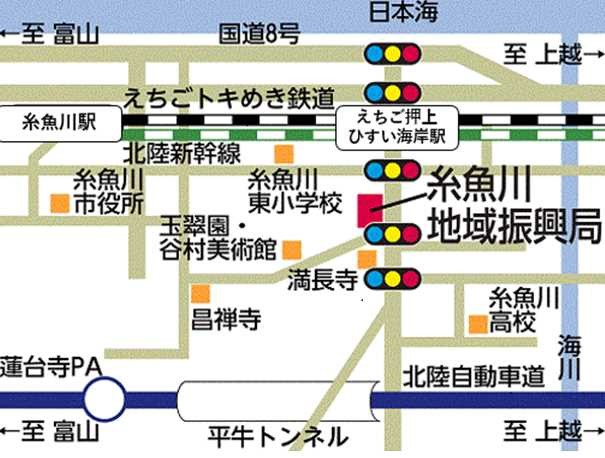 日本海
←至 富山
国道8号
至 上越→
えちごトキめき鉄道
糸魚川駅
えちご押上
ひすい海岸駅
北陸新幹線
糸魚川
市役所
糸魚川
東小学校
糸魚川
地域振興局
玉翠園・
谷村美術館
満長寺
昌禅寺
糸魚川
高校
海川
蓮台寺PA
北陸自動車道
←至 富山
平牛トンネル
至 上越→